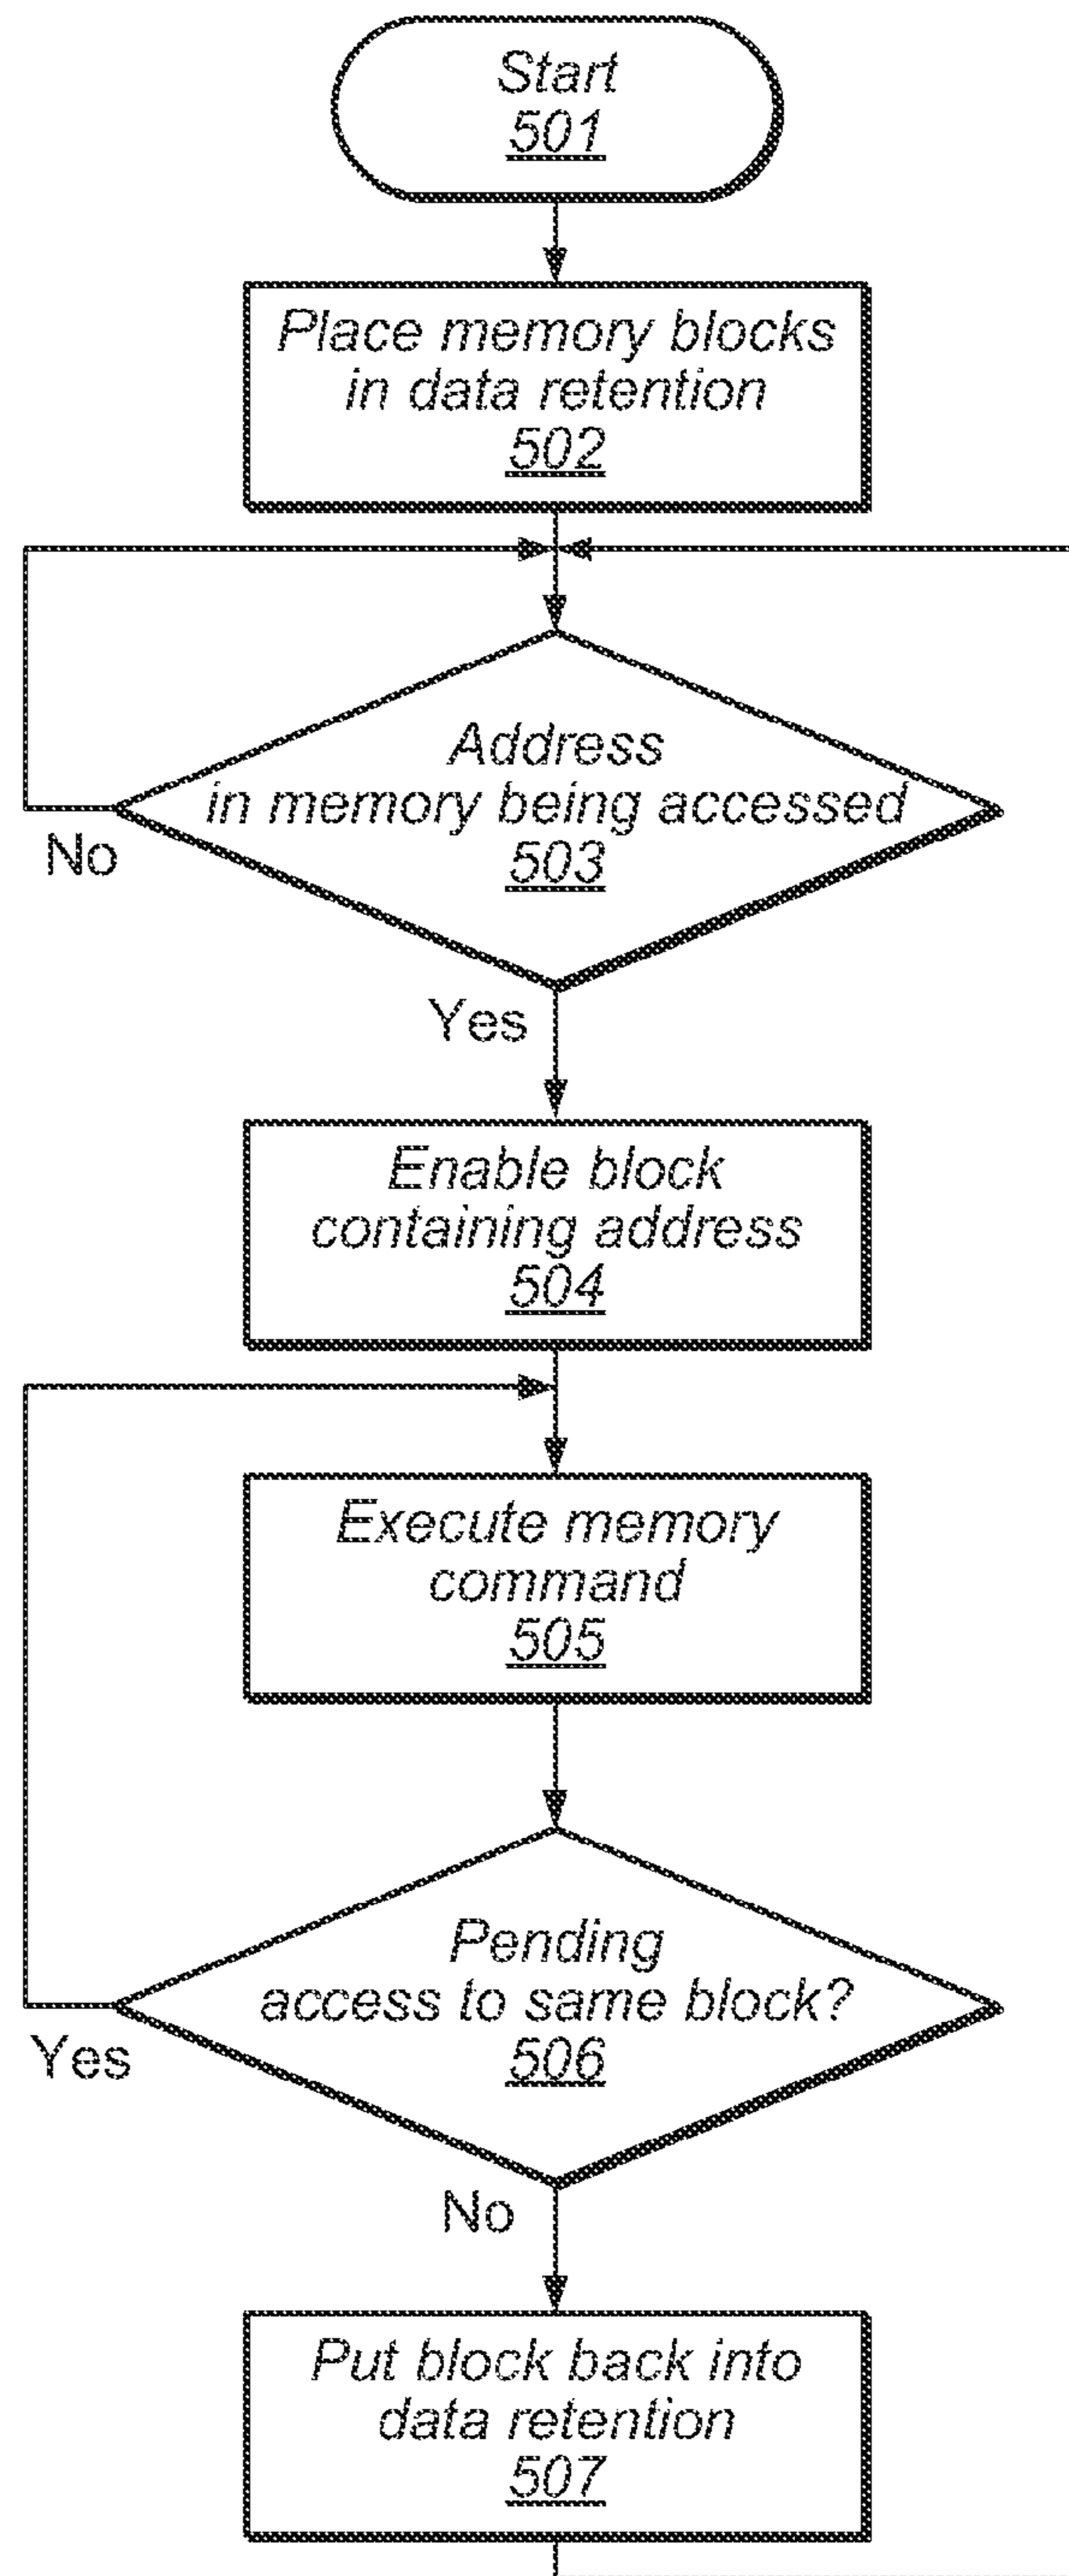 Start
501
Place memory blocks
in data retention
502
Address
in memory being accessed
503
No
Yes
Enable block
containing address
504
Execute memory
command
505
Pending
access to same block?
506
Yes
No
Put block back into
data retention
507